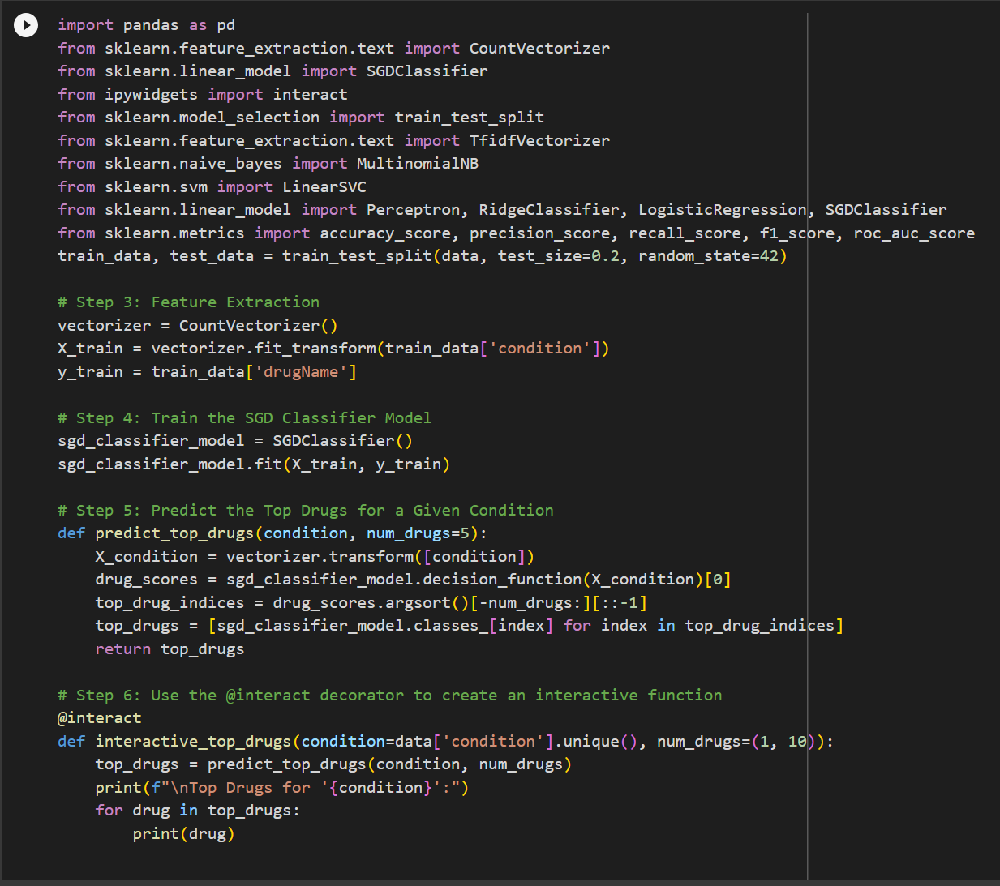 import pandas as pd
from sklearn.feature_extraction.text import CountVectorizer
from sklearn.linear_model import SGDClassifier
from ipywidgets import interact
from sklearn.model_selection import train_test_split
from sklearn.feature_extraction.text import TfidfVectorizer
from sklearn.naive_bayes import MultinomialNB
from sklearn.svm import LinearSVC
from sklearn.linear_model import Perceptron, RidgeClassifier, LogisticRegression, SGDClassifier
from sklearn.metrics import accuracy_score, precision_score, recall_score, f1_score, roc_auc_score
train_data, test_data = train_test_split(data, test_size=0.2, random_state=42)

# Step 3: Feature Extraction
vectorizer = CountVectorizer()
X_train = vectorizer.fit_transform(train_data['condition'])
y_train = train_data['drugName']

# Step 4: Train the SGD Classifier Model
sgd_classifier_model = SGDClassifier()
sgd_classifier_model.fit(X_train, y_train)

# Step 5: Predict the Top Drugs for a Given Condition
def predict_top_drugs(condition, num_drugs=5):
    X_condition = vectorizer.transform([condition])
    drug_scores = sgd_classifier_model.decision_function(X_condition)[0]
    top_drug_indices = drug_scores.argsort()[-num_drugs:][::-1]
    top_drugs = [sgd_classifier_model.classes_[index] for index in top_drug_indices]
    return top_drugs

# Step 6: Use the @interact decorator to create an interactive function
@interact
def interactive_top_drugs(condition=data['condition'].unique(), num_drugs=(1, 10)):
    top_drugs = predict_top_drugs(condition, num_drugs)
    print(f"\nTop Drugs for '{condition}':")
    for drug in top_drugs:
        print(drug)